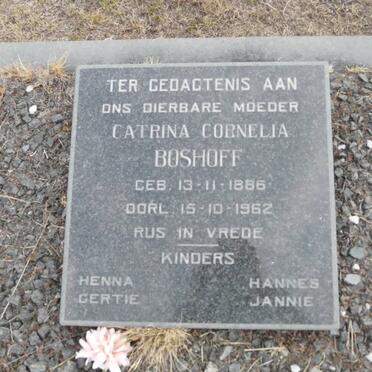 TER GEDAGTENIS AAN
ONS DIERBARE MOEDER
CATRINA CORNELIA
BOSHOFF
GEB. 13-11-1886
OORL. 15-10-1962
RUS IN VREDE
KINDERS
HENNA HANNES
GERTIE JANNIE